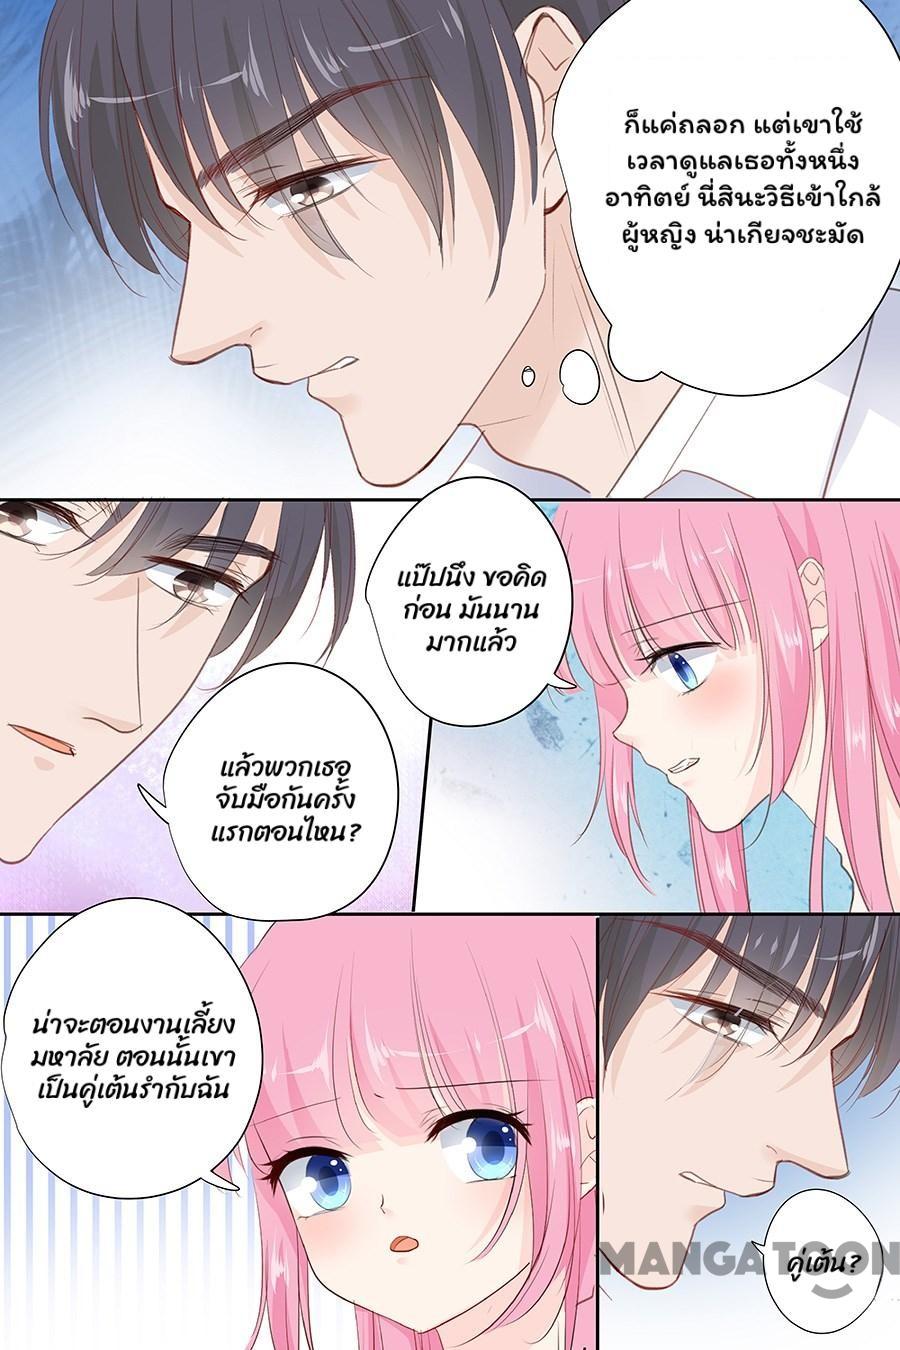 ก็แค่ถลอก แต่เขาใช้
เวลาดูแลเธอทั้งหนึ่ง
อาทิตย์ นี่สินะวิธีเข้าใกล้
ผู้หญิง น่าเกียจชะมัด
แป๊ปนึง ขอคิด
ก่อน มันนาน
มากแล้ว
แล้วพวกเธอ
จับมือกันครั้ง
แรกตอนไหน?
น่าจะตอนงานเลี้ยง
มหาลัย ตอนนั้นเขา
เป็นคู่เต้นรำกับฉัน
คู่เต้น?
MANGATOON